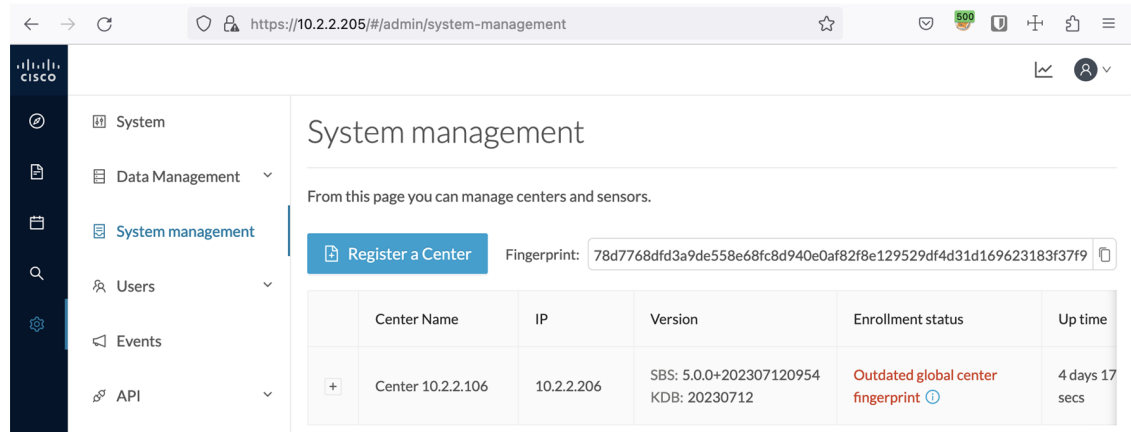 https://10.2.2.205/#/admin/system-management
500
CISCO
System
Data Management
System management
Users
Events
API
System management
From this page you can manage centers and sensors.
Register a Center
Fingerprint:
78d7768dfd3a9de558e68fc8d940e0af82f8e129529df4d31d169623183f37f9
Center Name IP Version Enrollment status Up time
Center 10.2.2.106 10.2.2.206 SBS: 5.0.0+202307120954 Outdated global center 4 days 17
KDB: 20230712 fingerprint secs